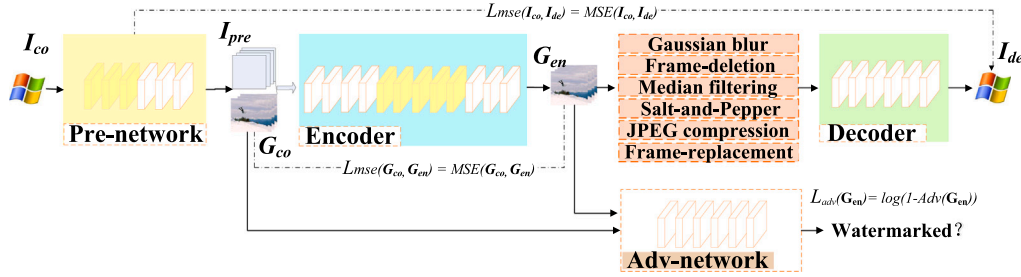 Lmse(Ico, Ide) = MSE(Ico, Ide)
Ico
Ipre
Gen
Ide
Gaussian blur
Frame-deletion
Median filtering
Salt-and-Pepper
JPEG compression
Frame-replacement
Pre-network
Gco
Encoder
Decoder
Lmse(Gco, Gen) = MSE(Gco, Gen)
Ladv(Gen)= log(1-Adv(Gen))
Watermarked?
Adv-network